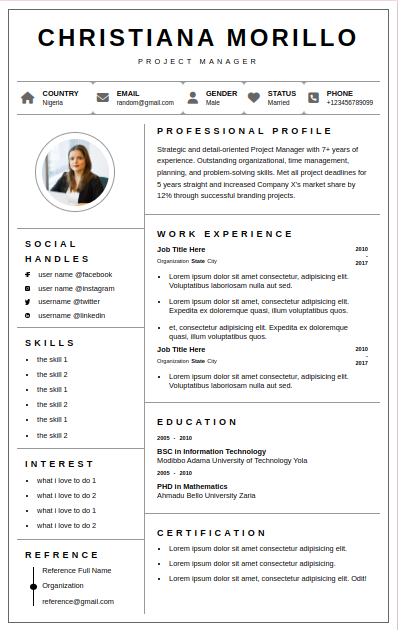 CHRISTIANA MORILLO
PROJECT MANAGER
COUNTRY
Nigeria
EMAIL
random@gmail.com
GENDER
Male
STATUS
Married
PHONE
+123456789099
SOCIAL
HANDLES
user name @facebook
user name @instagram
username @twitter
username @linkedin
SKILLS
the skill 1
the skill 2
the skill 1
the skill 2
the skill 1
the skill 2
INTEREST
what i love to do 1
what i love to do 2
what i love to do 1
what i love to do 2
REFRENCE
Reference Full Name
Organization
reference@gmail.com
PROFESSIONAL PROFILE
Strategic and detail-oriented Project Manager with 7+ years of
experience. Outstanding organizational, time management,
planning, and problem-solving skills. Met all project deadlines for
5 years straight and increased Company X's market share by
12% through successful branding projects.
WORK EXPERIENCE
Job Title Here
Organization State City
2010
-
2017
Lorem ipsum dolor sit amet, consectetur, adipisicing elit.
Voluptatibus laboriosam nulla aut sed.
Lorem ipsum dolor sit amet, consectetur adipisicing elit.
Expedita ex doloremque quasi, illum voluptatibus quos.
et, consectetur adipisicing elit. Expedita ex doloremque
quasi, illum voluptatibus quos.
Job Title Here
Organization State City
2010
-
2017
Lorem ipsum dolor sit amet, consectetur, adipisicing elit.
Voluptatibus laboriosam nulla aut sed.
EDUCATION
2005 - 2010
BSC in Information Technology
Modibbo Adama University of Technology Yola
2005 - 2010
PHD in Mathematics
Ahmadu Bello University Zaria
CERTIFICATION
Lorem ipsum dolor sit amet consectetur adipisicing elit.
Lorem ipsum dolor sit amet consectetur adipisicing.
Lorem ipsum dolor sit amet, consectetur adipisicing elit. Odit!